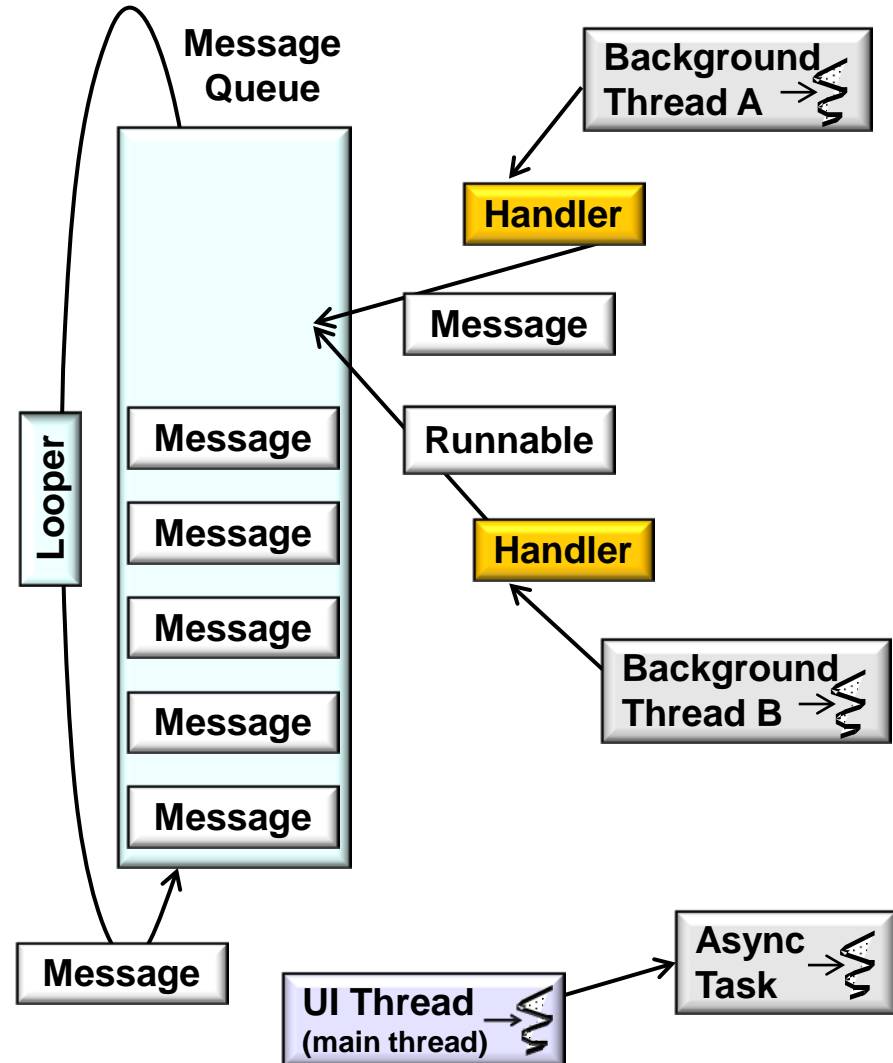 Message
Queue
Background
Thread A
Handler
Message
Message
Runnable
Looper
Message
Handler
Message
Background
Thread B
Message
Message
Async
Task
Message
UI Thread
(main thread)